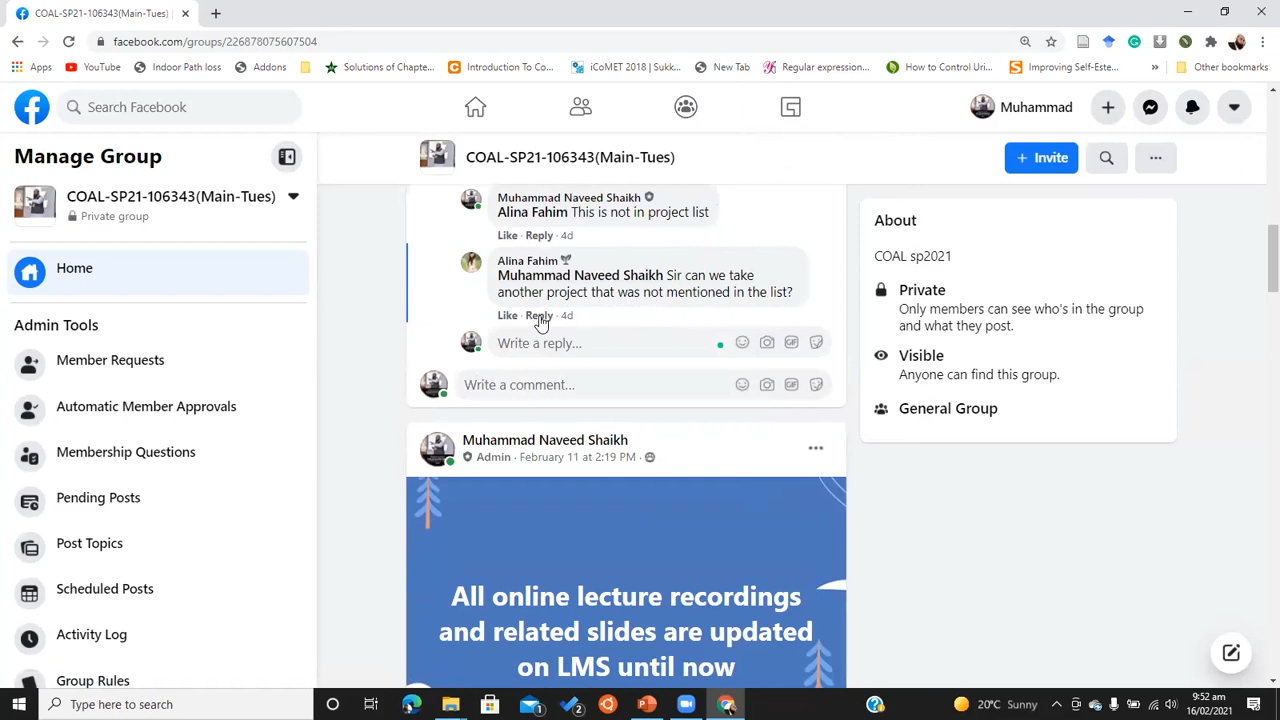 COAL-SP21-106343(Main-Tues) |
facebook.com/groups/226878075607504
Apps
YouTube
Indoor Path loss
Addons
Solutions of Chapte...
Introduction To Co...
iCoMET 2018 | Sukk...
New Tab
Regular expression...
How to Control Uri...
Improving Self-Este...
»
Other bookmarks
Search Facebook
Muhammad
Manage Group
COAL-SP21-106343(Main-Tues)
Private group
Home
Admin Tools
Member Requests
Automatic Member Approvals
Membership Questions
Pending Posts
Post Topics
Scheduled Posts
Activity Log
Group Rules
COAL-SP21-106343(Main-Tues)
+ Invite
Muhammad Naveed Shaikh
Alina Fahim This is not in project list
Like · Reply · 4d
Alina Fahim
Muhammad Naveed Shaikh Sir can we take
another project that was not mentioned in the list?
Like · Reply · 4d
Write a reply...
Write a comment...
Muhammad Naveed Shaikh
Admin · February 11 at 2:19 PM ·
All online lecture recordings
and related slides are updated
on LMS until now
About
COAL sp2021
Private
Only members can see who's in the group
and what they post.
Visible
Anyone can find this group.
General Group
Type here to search
20°C Sunny
9:52 am
16/02/2021